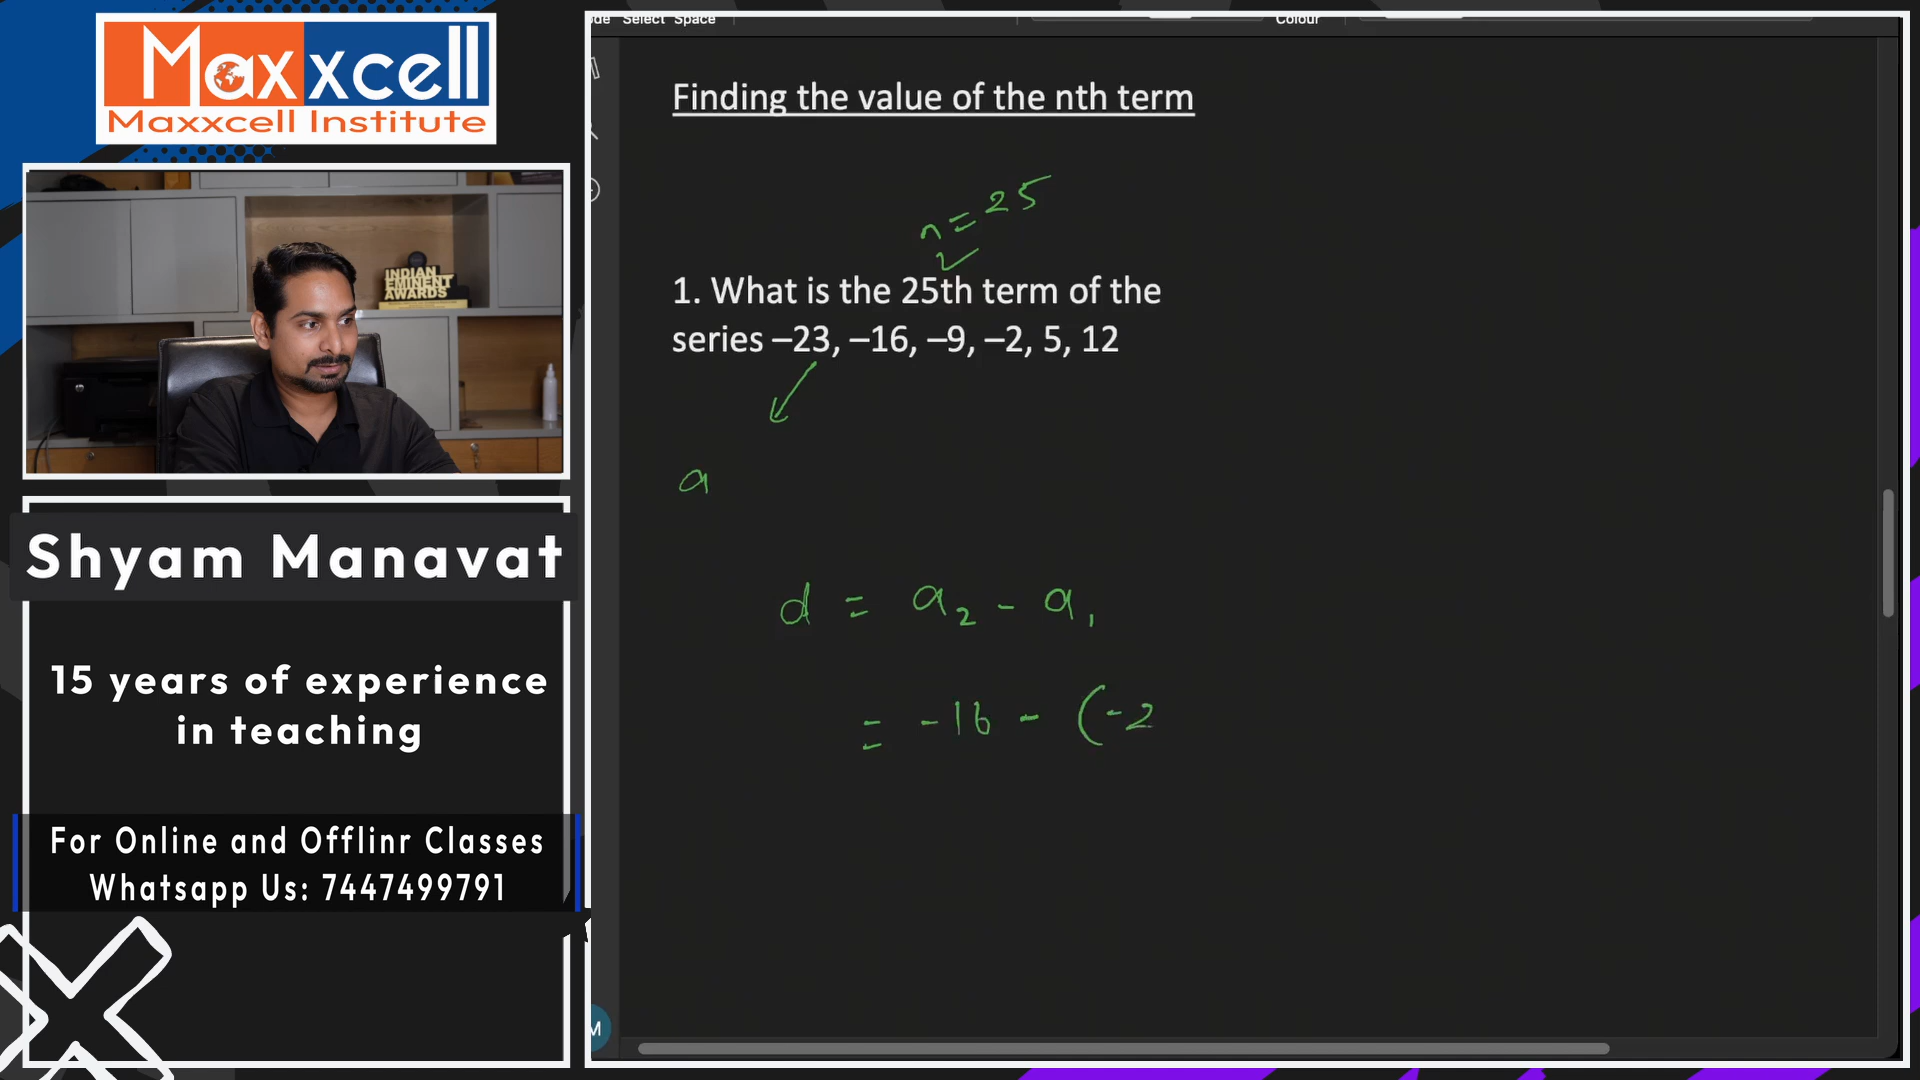 Maxxcell
Maxxcell Institute
INDIAN
EMINENT
AWARDS
Shyam Manavat
15 years of experience
in teaching
For Online and Offlinr Classes
Whatsapp Us: 7447499791
Select Space
Colour
Finding the value of the nth term
n = 25
1. What is the 25th term of the
series –23, –16, –9, –2, 5, 12
a
d = a₂ - a₁
= -16 - (-2
M